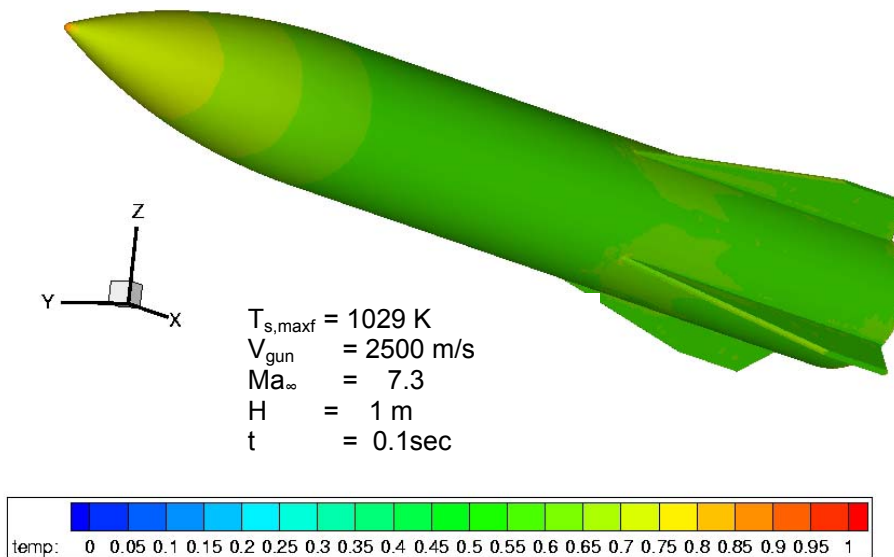 Z
Y
X
T_s,maxf = 1029 K
V_gun = 2500 m/s
Ma_∞ = 7.3
H = 1 m
t = 0.1sec
temp: 0 0.05 0.1 0.15 0.2 0.25 0.3 0.35 0.4 0.45 0.5 0.55 0.6 0.65 0.7 0.75 0.8 0.85 0.9 0.95 1